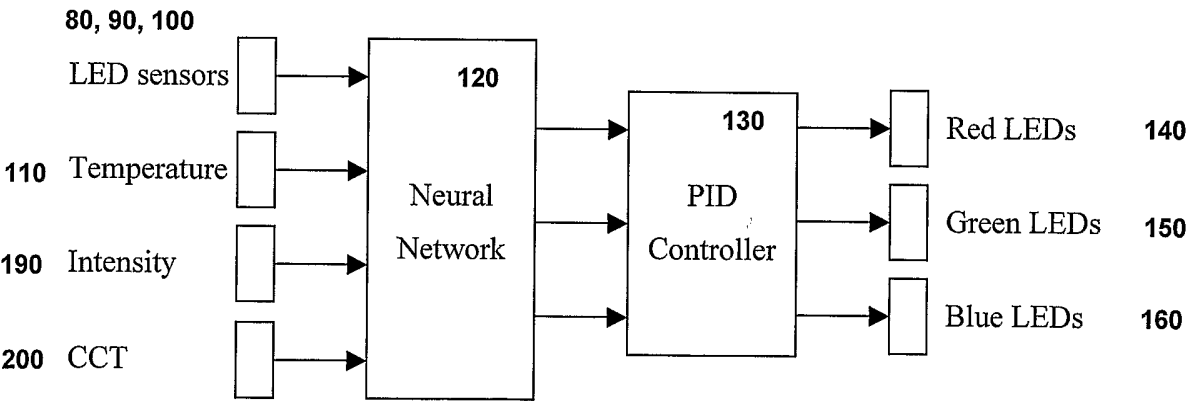 80, 90, 100
LED sensors
110 Temperature
190 Intensity
200 CCT
120
Neural
Network
130
PID
Controller
Red LEDs 140
Green LEDs 150
Blue LEDs 160